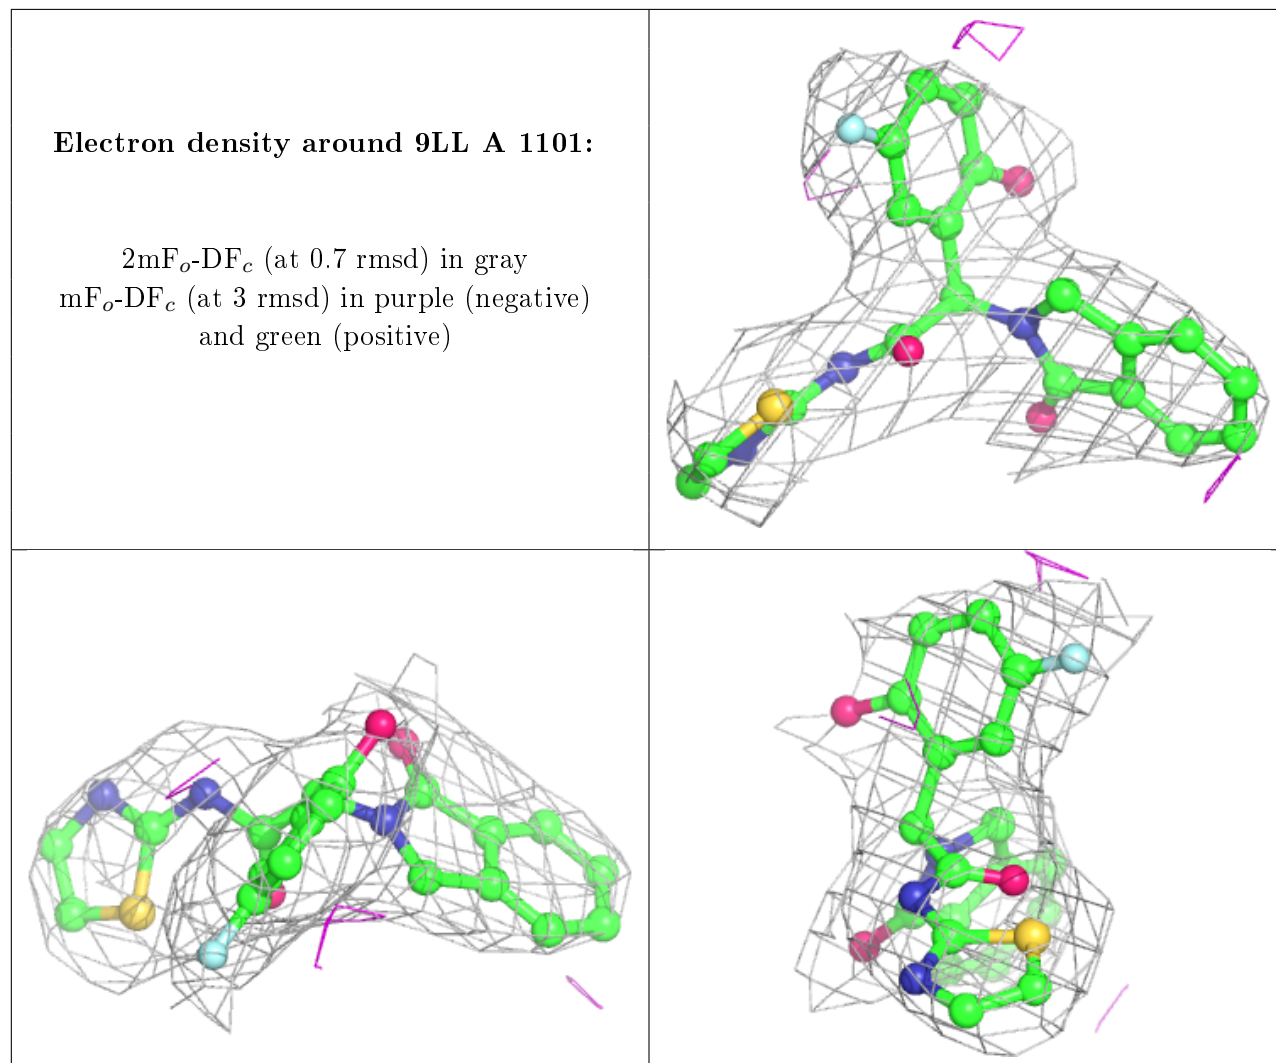 Electron density around 9LL A 1101:
2mFo-DFc (at 0.7 rmsd) in gray
mFo-DFc (at 3 rmsd) in purple (negative)
and green (positive)